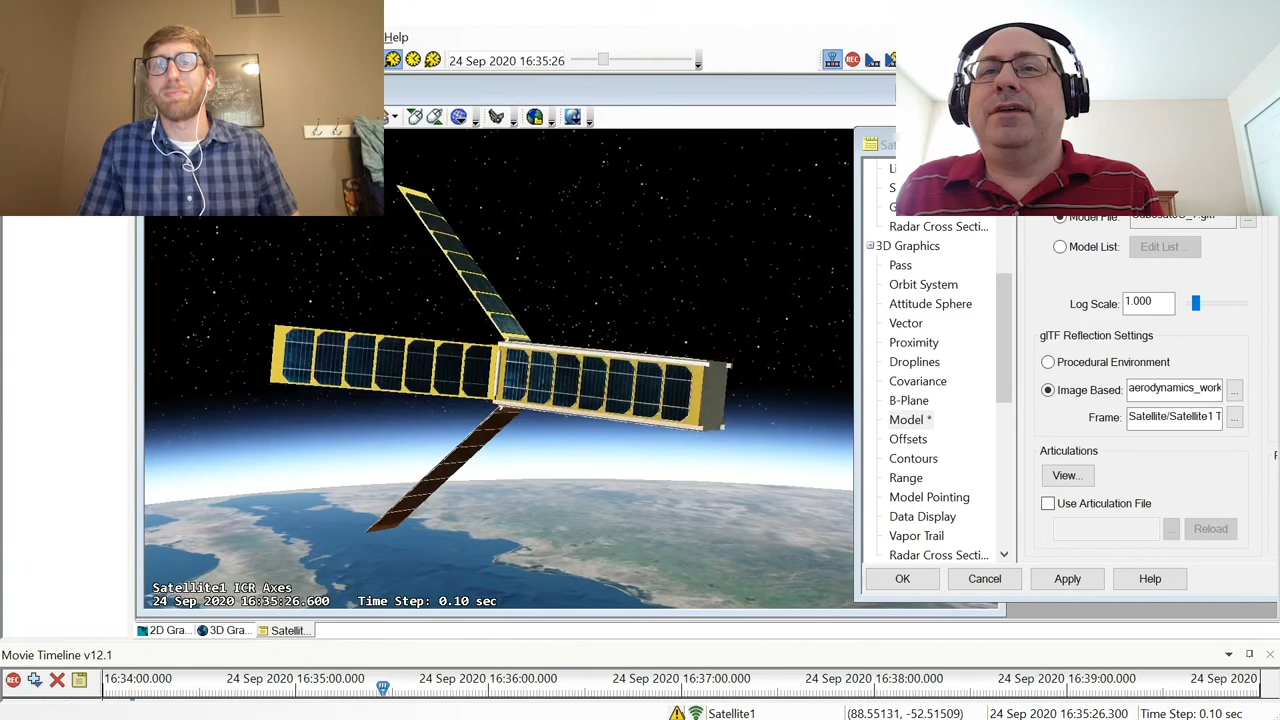 Help
24 Sep 2020 16:35:26
REC
Radar Cross Secti...
3D Graphics
Pass
Orbit System
Attitude Sphere
Vector
Proximity
Droplines
Covariance
B-Plane
Model *
Offsets
Contours
Range
Model Pointing
Data Display
Vapor Trail
Radar Cross Secti...
Model File:
...
Model List:
Edit List ...
Log Scale:
1.000
glTF Reflection Settings
Procedural Environment
Image Based:
aerodynamics_work
...
Frame:
Satellite/Satellite1 T
...
Articulations
View...
Use Articulation File
...
Reload
OK
Cancel
Apply
Help
Satellite1 ICR Axes
24 Sep 2020 16:35:26.600 Time Step: 0.10 sec
2D Gra...
3D Gra...
Satellit...
Movie Timeline v12.1
REC
16:34:00.000
24 Sep 2020 16:35:00.000
24 Sep 2020 16:36:00.000
24 Sep 2020 16:37:00.000
24 Sep 2020 16:38:00.000
24 Sep 2020 16:39:00.000
24 Sep 2020
Satellite1
(88.55131, -52.51509)
24 Sep 2020 16:35:26.300
Time Step: 0.10 sec